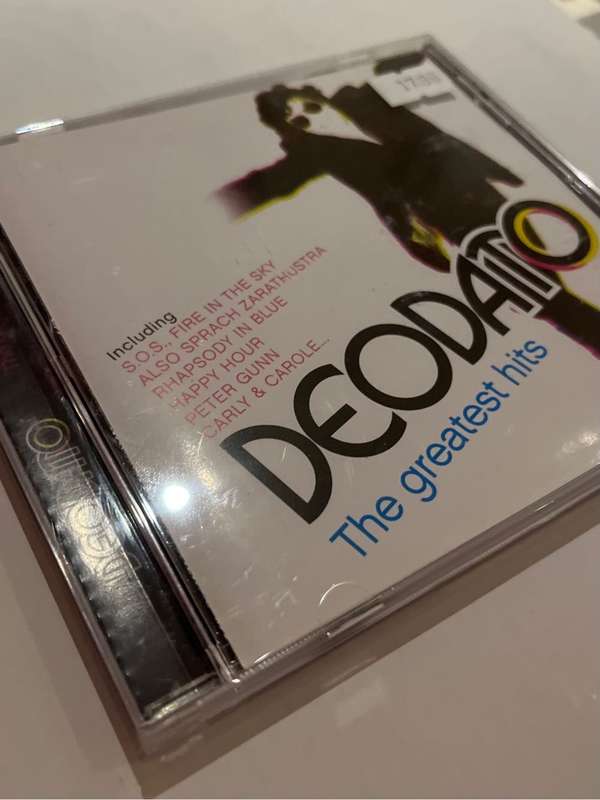 Including
S.O.S., FIRE IN THE SKY
ALSO SPRACH ZARATHUSTRA
RHAPSODY IN BLUE
HAPPY HOUR
PETER GUNN
CARLY & CAROLE...
DEODATO
The greatest hits